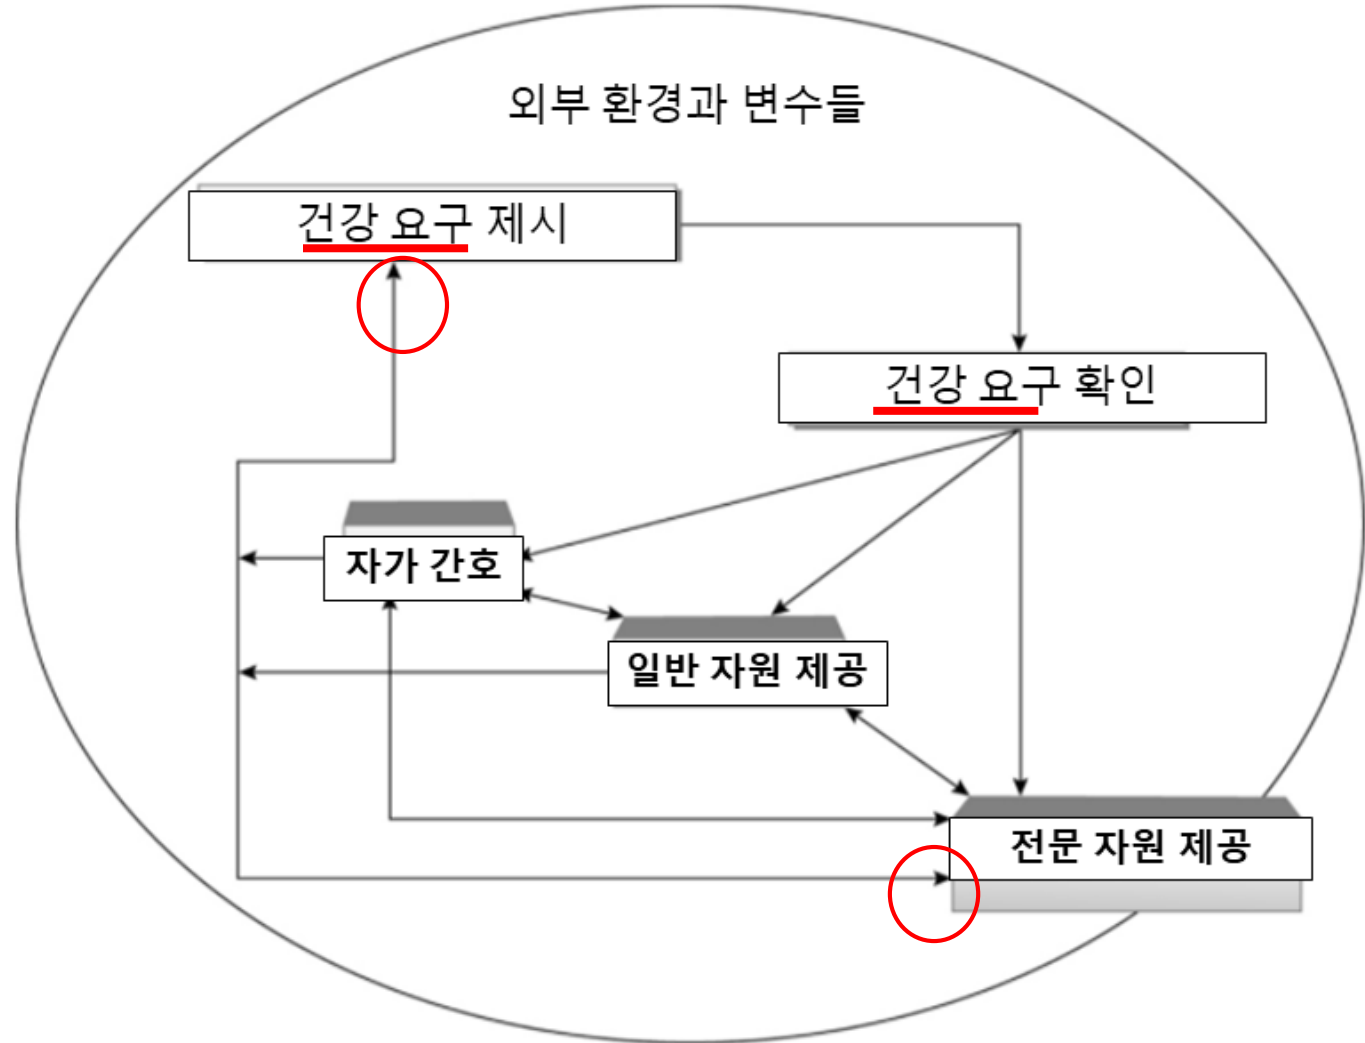 외부 환경과 변수들
건강 요구 제시
건강 요구 확인
자가 간호
일반 자원 제공
전문 자원 제공